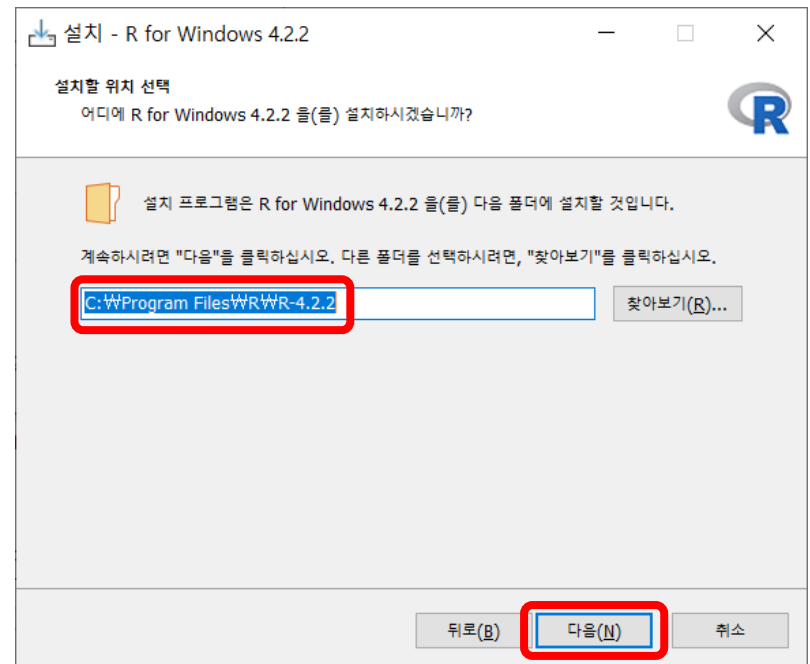 설치 - R for Windows 4.2.2
설치할 위치 선택
어디에 R for Windows 4.2.2 을(를) 설치하시겠습니까?
R
설치 프로그램은 R for Windows 4.2.2 을(를) 다음 폴더에 설치할 것입니다.
계속하시려면 "다음"을 클릭하십시오. 다른 폴더를 선택하시려면, "찾아보기"를 클릭하십시오.
C:₩Program Files₩R₩R-4.2.2
찾아보기(R)...
뒤로(B)
다음(N)
취소